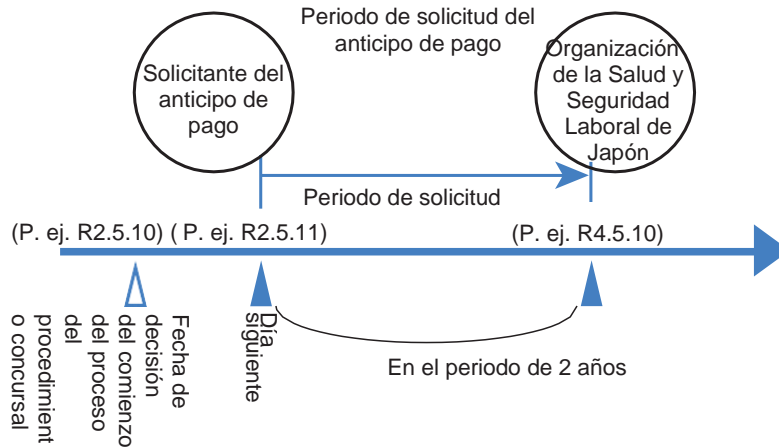 Periodo de solicitud del
anticipo de pago
Solicitante del
anticipo de
pago
Organización
de la Salud y
Seguridad
Laboral de
Japón
Periodo de solicitud
(P. ej. R2.5.10)
( P. ej. R2.5.11)
(P. ej. R4.5.10)
Fecha de
decisión
del comienzo
del proceso
del
procedimient
o concursal
Día
siguiente
En el periodo de 2 años